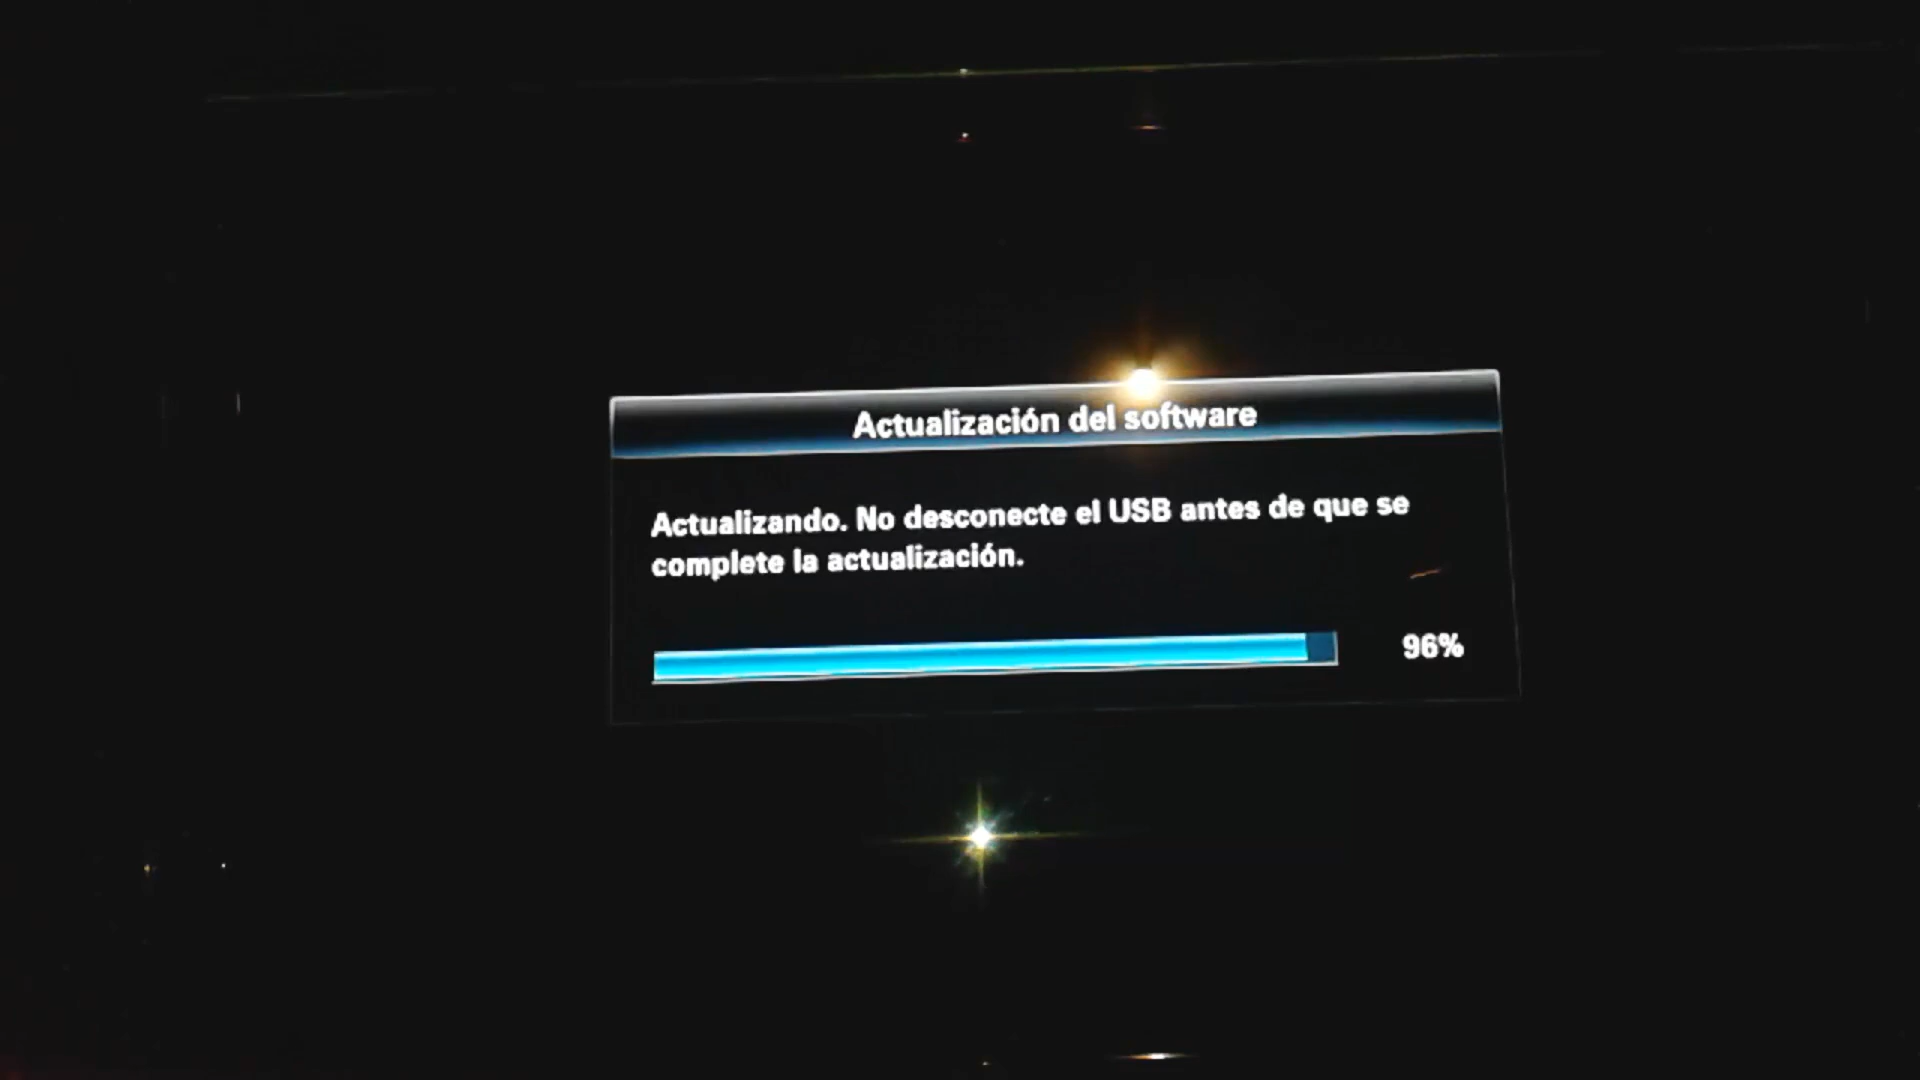 Actualización del software
Actualizando. No desconecte el USB antes de que se
complete la actualización.
96%